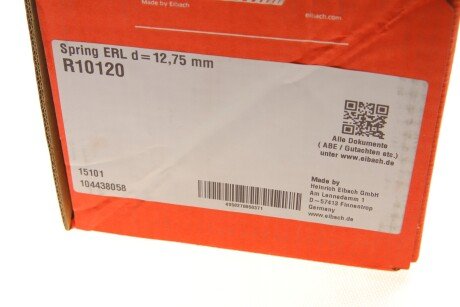 Made by Eibach
eibach.com
Spring ERL d=12,75 mm
R10120
Alle Dokumente
( ABE / Gutachten etc.)
unter www.eibach.de
15101
104438058
Made by
Heinrich Eibach GmbH
Am Lennedamm 1
D-57413 Finnentrop
Germany
www.eibach.de